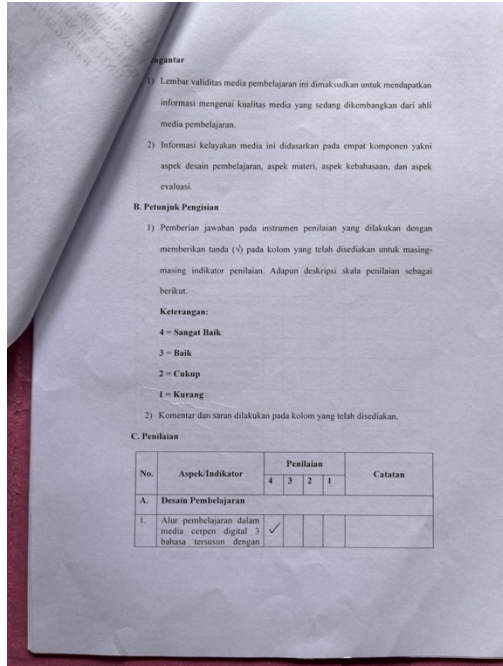 ngantar
1) Lembar validitas media pembelajaran ini dimaksudkan untuk mendapatkan
informasi mengenai kualitas media yang sedang dikembangkan dari ahli
media pembelajaran.
2) Informasi kelayakan media ini didasarkan pada empat komponen yakni
aspek desain pembelajaran, aspek materi, aspek kebahasaan, dan aspek
evaluasi.
B. Petunjuk Pengisian
1) Pemberian jawaban pada instrumen penilaian yang dilakukan dengan
memberikan tanda (√) pada kolom yang telah disediakan untuk masing-
masing indikator penilaian. Adapun deskripsi skala penilaian sebagai
berikut.
Keterangan:
4 = Sangat Baik
3 = Baik
2 = Cukup
1 = Kurang
2) Komentar dan saran dilakukan pada kolom yang telah disediakan.
C. Penilaian
No. Aspek/Indikator Penilaian Catatan
4 3 2 1
A. Desain Pembelajaran
1. Alur pembelajaran dalam ✓
media cerpen digital 3
bahasa tersusun dengan